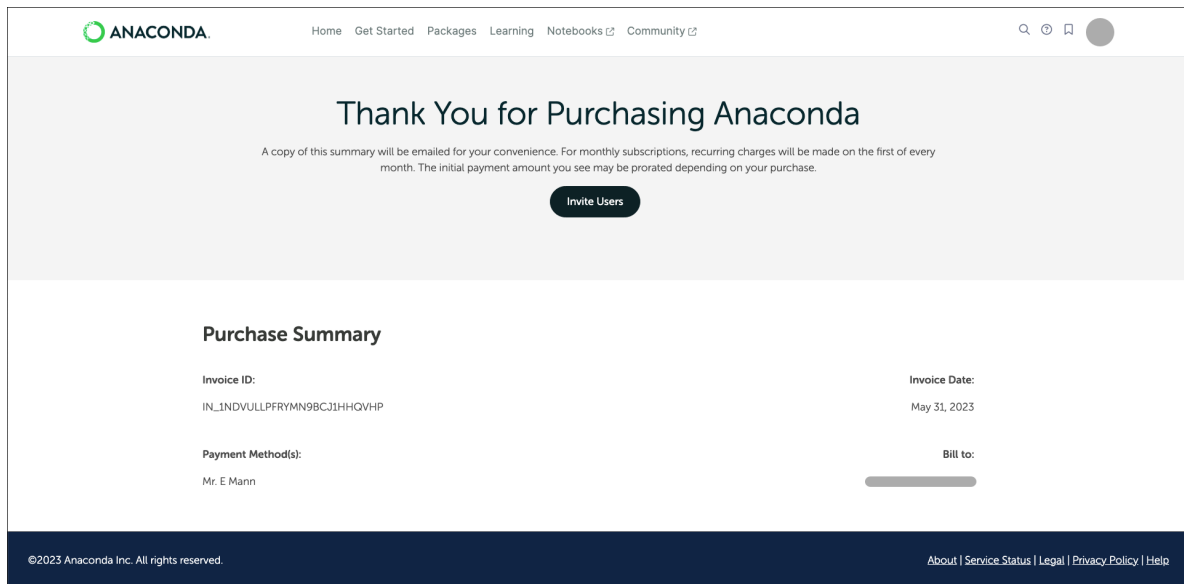 ANACONDA.
Home Get Started Packages Learning Notebooks Community
Thank You for Purchasing Anaconda
A copy of this summary will be emailed for your convenience. For monthly subscriptions, recurring charges will be made on the first of every
month. The initial payment amount you see may be prorated depending on your purchase.
Invite Users
Purchase Summary
Invoice ID: Invoice Date:
IN_1NDVULLPFRYMN9BCJ1HHQVHP May 31, 2023
Payment Method(s): Bill to:
Mr. E Mann
©2023 Anaconda Inc. All rights reserved. About | Service Status | Legal | Privacy Policy | Help